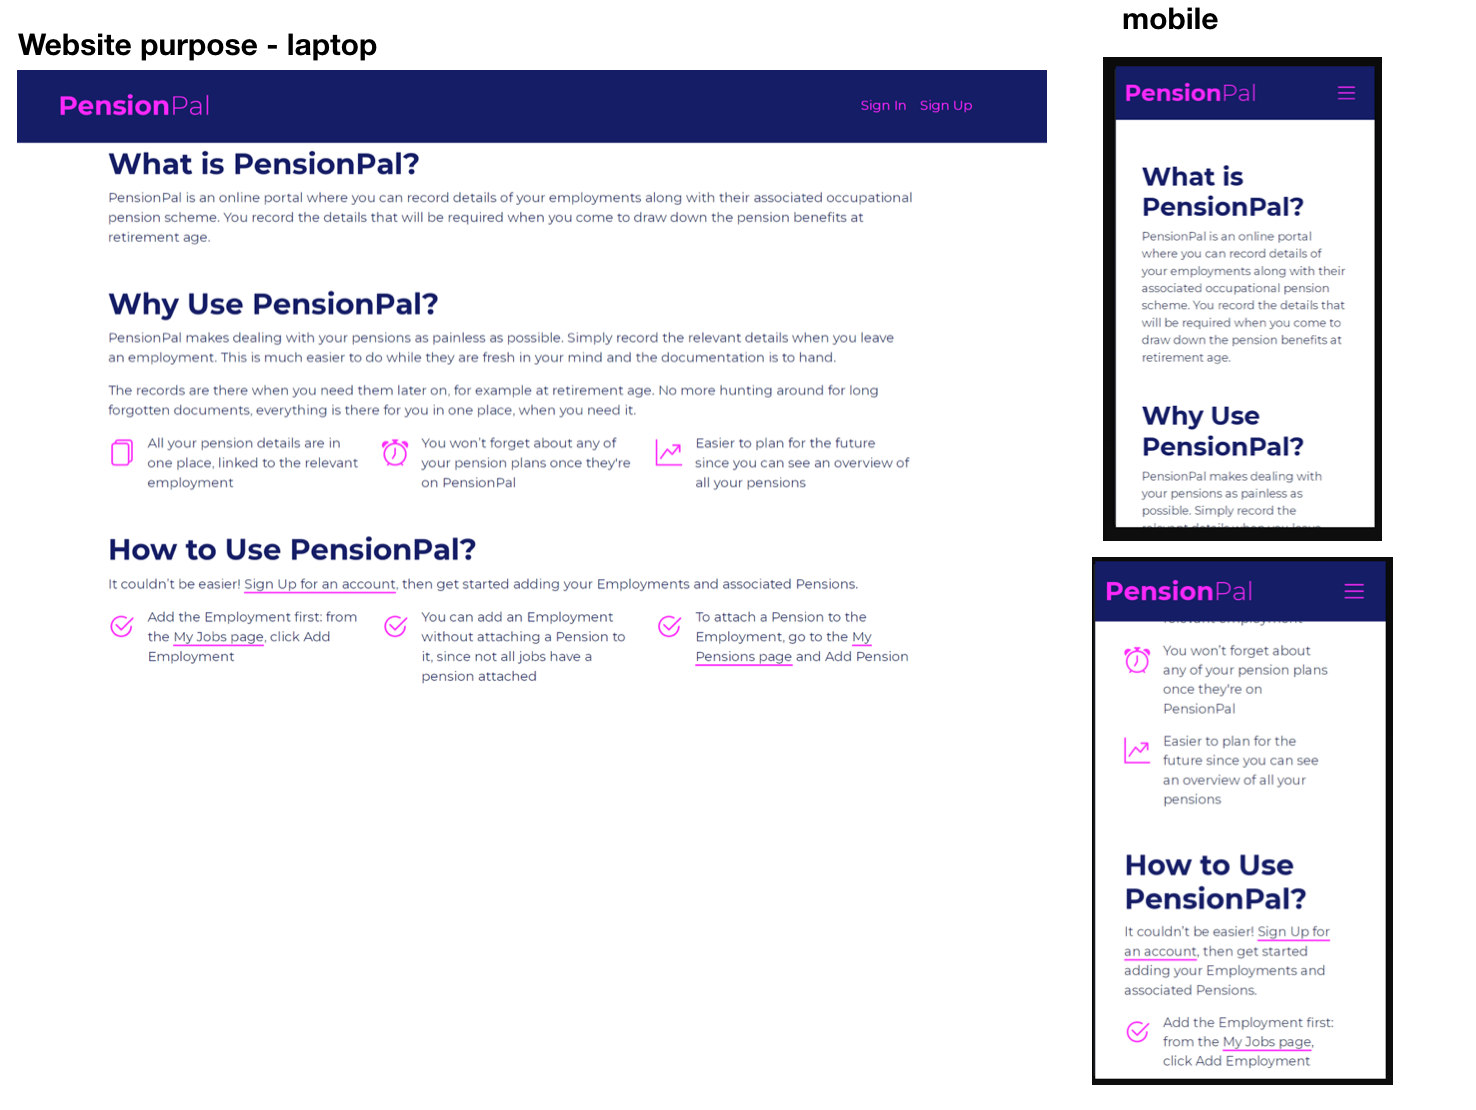 Website purpose - laptop
PensionPal
Sign In Sign Up
What is PensionPal?
PensionPal is an online portal where you can record details of your employments along with their associated occupational
pension scheme. You record the details that will be required when you come to draw down the pension benefits at
retirement age.
Why Use PensionPal?
PensionPal makes dealing with your pensions as painless as possible. Simply record the relevant details when you leave
an employment. This is much easier to do while they are fresh in your mind and the documentation is to hand.
The records are there when you need them later on, for example at retirement age. No more hunting around for long
forgotten documents, everything is there for you in one place, when you need it.
All your pension details are in
one place, linked to the relevant
employment
You won't forget about any of
your pension plans once they're
on PensionPal
Easier to plan for the future
since you can see an overview of
all your pensions
How to Use PensionPal?
It couldn't be easier! Sign Up for an account, then get started adding your Employments and associated Pensions.
Add the Employment first: from
the My Jobs page, click Add
Employment
You can add an Employment
without attaching a Pension to
it, since not all jobs have a
pension attached
To attach a Pension to the
Employment, go to the My
Pensions page and Add Pension
mobile
PensionPal
What is
PensionPal?
PensionPal is an online portal
where you can record details of
your employments along with their
associated occupational pension
scheme. You record the details that
will be required when you come to
draw down the pension benefits at
retirement age.
Why Use
PensionPal?
PensionPal makes dealing with
your pensions as painless as
possible. Simply record the
relevant details when you leave
PensionPal
relevant employment
You won't forget about
any of your pension plans
once they're on
PensionPal
Easier to plan for the
future since you can see
an overview of all your
pensions
How to Use
PensionPal?
It couldn't be easier! Sign Up for
an account, then get started
adding your Employments and
associated Pensions.
Add the Employment first:
from the My Jobs page,
click Add Employment